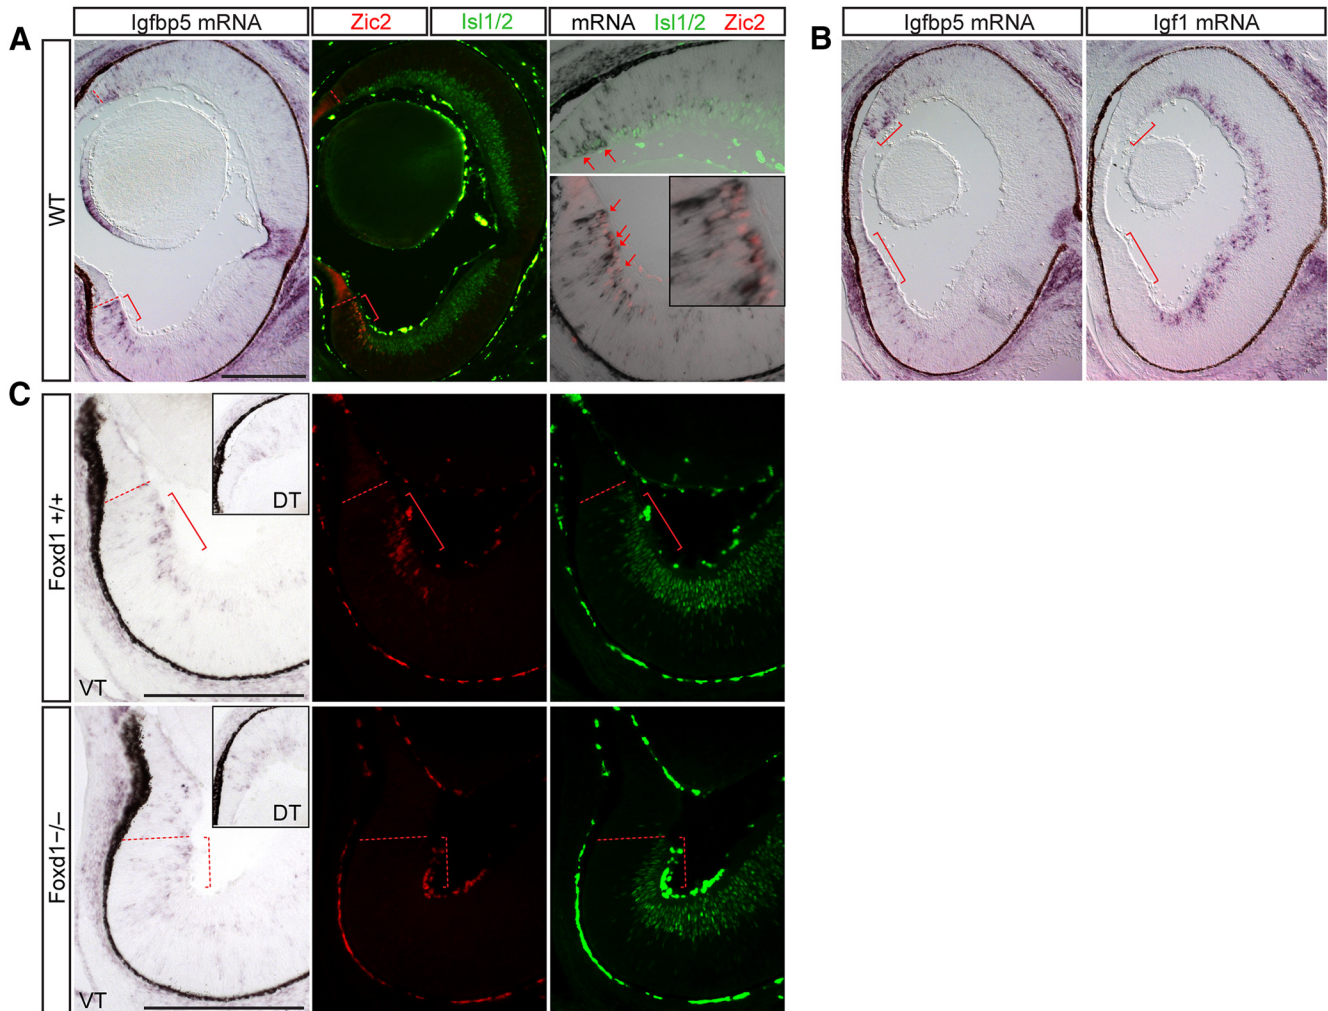 A
Igfbp5 mRNA
Zic2
Isl1/2
mRNA Isl1/2 Zic2
WT
B
Igfbp5 mRNA
Igf1 mRNA
C
Foxd1 +/+
DT
VT
Foxd1−/−
DT
VT